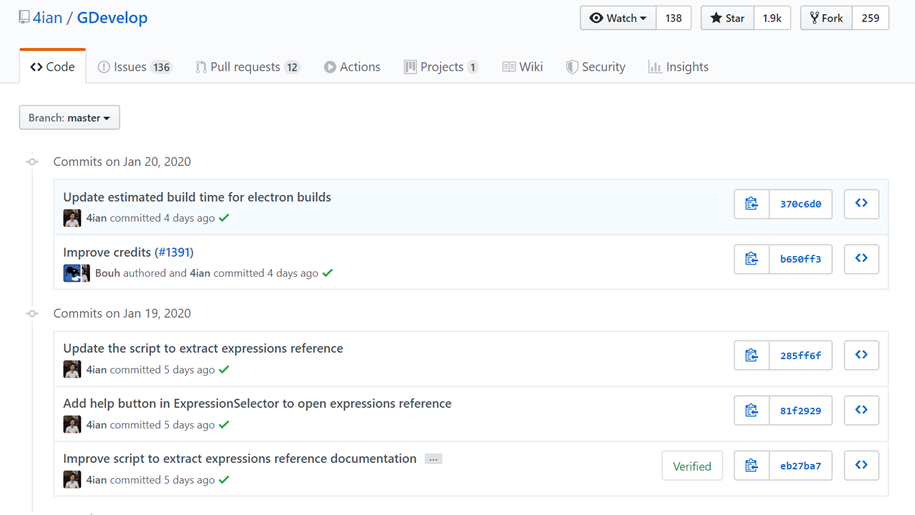 4ian / GDevelop
Watch 138 Star 1.9k Fork 259
Code Issues 136 Pull requests 12 Actions Projects 1 Wiki Security Insights
Branch: master
Commits on Jan 20, 2020
Update estimated build time for electron builds
4ian committed 4 days ago
370c6d0
Improve credits (#1391)
Bouh authored and 4ian committed 4 days ago
b650ff3
Commits on Jan 19, 2020
Update the script to extract expressions reference
4ian committed 5 days ago
285ff6f
Add help button in ExpressionSelector to open expressions reference
4ian committed 5 days ago
81f2929
Improve script to extract expressions reference documentation ...
4ian committed 5 days ago
Verified eb27ba7